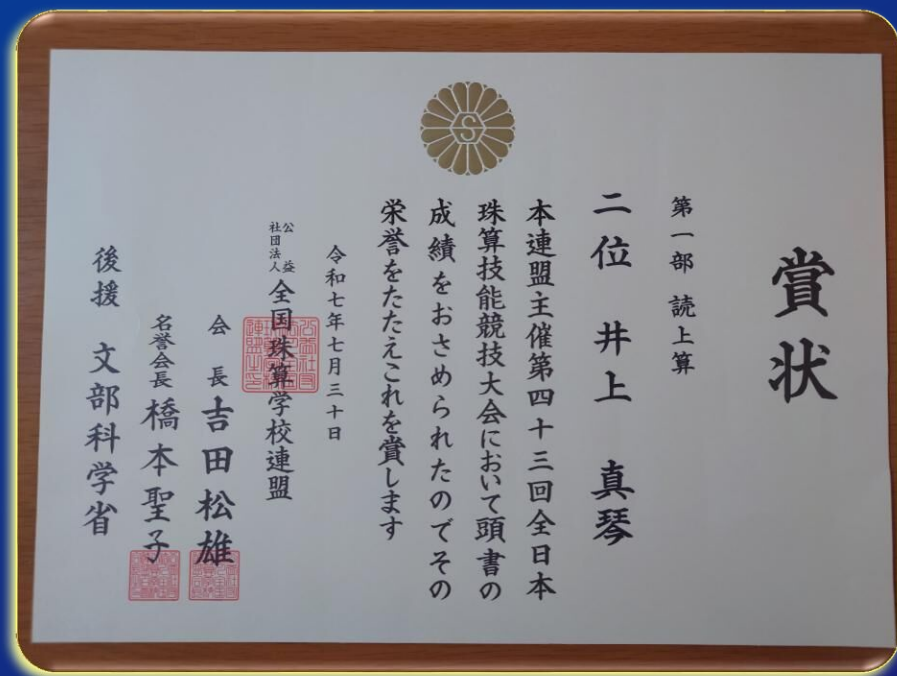 賞状
第一部 読上算
二位 井上 真琴
本連盟主催第四十三回全日本
珠算技能競技大会において頭書の
成績をおさめられたのでその
栄誉をたたえこれを賞します
令和七年七月三十日
公益社団法人 全国珠算学校連盟
会長 吉田松雄
名誉会長 橋本聖子
後援 文部科学省
S